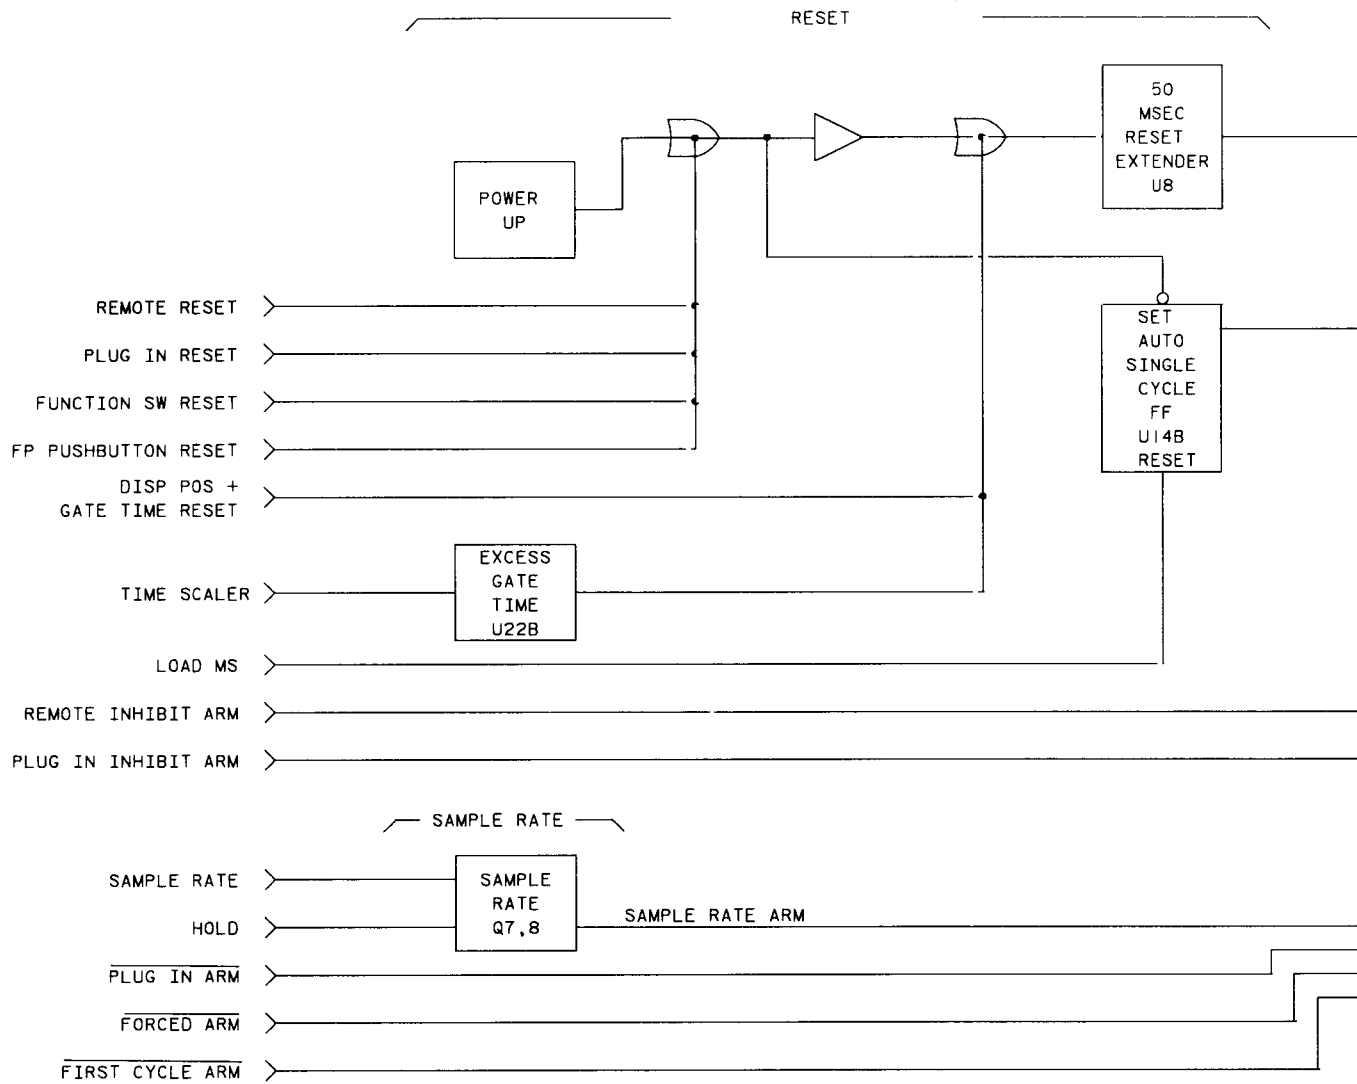 RESET
50
MSEC
RESET
EXTENDER
U8
POWER
UP
REMOTE RESET
PLUG IN RESET
FUNCTION SW RESET
FP PUSHBUTTON RESET
DISP POS +
GATE TIME RESET
SET
AUTO
SINGLE
CYCLE
FF
U14B
RESET
TIME SCALER
EXCESS
GATE
TIME
U22B
LOAD MS
REMOTE INHIBIT ARM
PLUG IN INHIBIT ARM
SAMPLE RATE
SAMPLE RATE
HOLD
SAMPLE
RATE
Q7,8
SAMPLE RATE ARM
PLUG IN ARM
FORCED ARM
FIRST CYCLE ARM